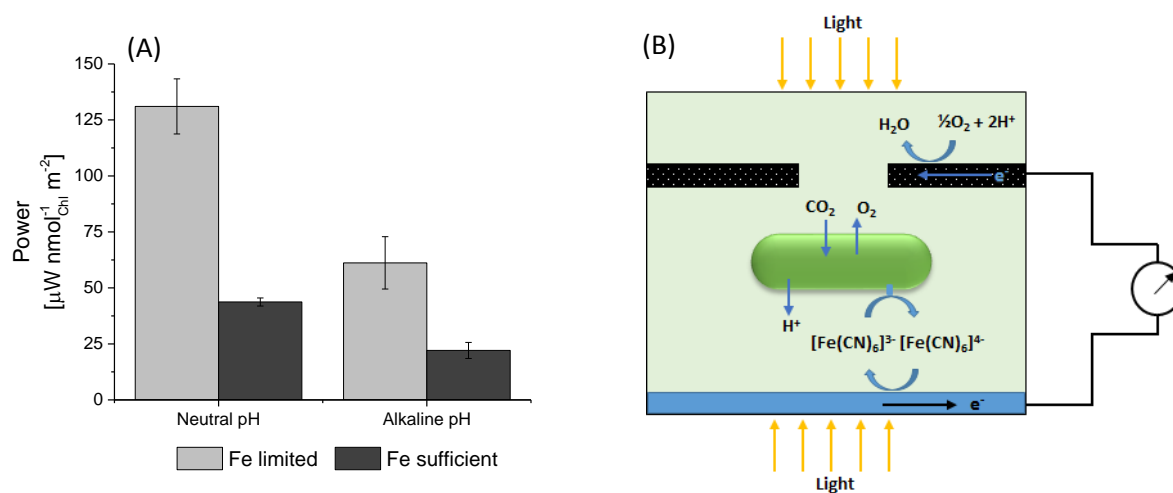 (A)
150
125
100
75
50
25
0
Power
[µW nmol⁻¹Chl m⁻²]
Neutral pH
Alkaline pH
Fe limited
Fe sufficient
(B)
Light
H₂O ½O₂ + 2H⁺
e⁻
CO₂ O₂
H⁺
[Fe(CN)₆]³⁻ [Fe(CN)₆]⁴⁻
e⁻
Light